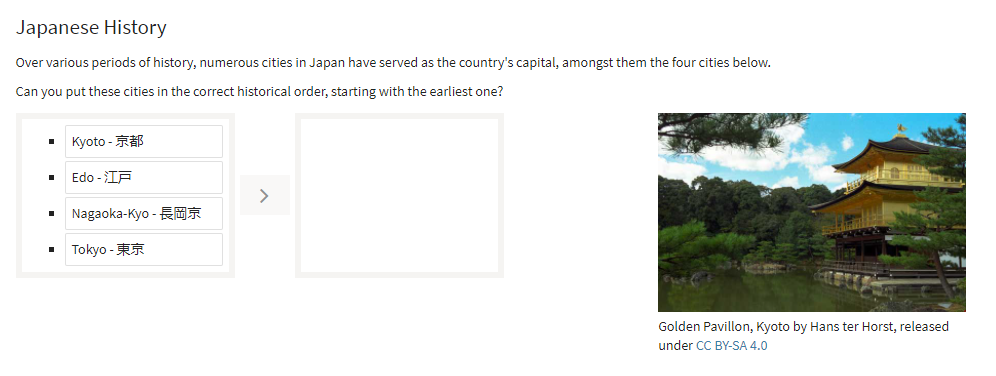 Japanese History
Over various periods of history, numerous cities in Japan have served as the country's capital, amongst them the four cities below.
Can you put these cities in the correct historical order, starting with the earliest one?
Kyoto - 京都
Edo - 江戸
Nagaoka-Kyo - 長岡京
Tokyo - 東京
Golden Pavillon, Kyoto by Hans ter Horst, released
under CC BY-SA 4.0